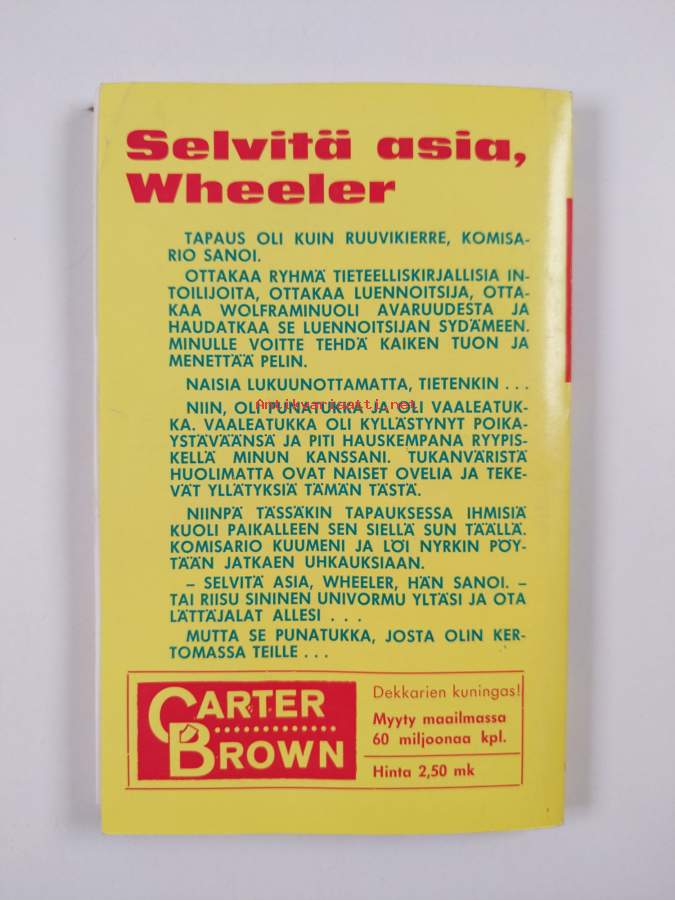 Selvitä asia,
Wheeler
TAPAUS OLI KUIN RUUVIKIERRE, KOMISA-
RIO SANOI.
OTTAKAA RYHMÄ TIETEELLISKIRJALLISIA IN-
TOILIJOITA, OTTAKAA LUENNOITSIJA, OTTA-
KAA WOLFRAMINUOLI AVARUUDESTA JA
HAUDATKAA SE LUENNOITSIJAN SYDÄMEEN.
MINULLE VOITTE TEHDÄ KAIKEN TUON JA
MENETTÄÄ PELIN.
NAISIA LUKUUNOTTAMATTA, TIETENKIN . . .
Antiksariraatti.net
NIIN, OLI PUNATUKKA JA OLI VAALEATUK-
KA. VAALEATUKKA OLI KYLLÄSTYNYT POIKA-
YSTÄVÄÄNSÄ JA PITI HAUSKEMPANA RYYPIS-
KELLÄ MINUN KANSSANI. TUKANVÄRISTÄ
HUOLIMATTA OVAT NAISET OVELIA JA TEKE-
VÄT YLLÄTYKSIÄ TÄMÄN TÄSTÄ.
NIINPÄ TÄSSÄKIN TAPAUKSESSA IHMISIÄ
KUOLI PAIKALLEEN SEN SIELLÄ SUN TÄÄLLÄ.
KOMISARIO KUUMENI JA LÖI NYRKIN PÖY-
TÄÄN JATKAEN UHKAUKSIAAN.
– SELVITÄ ASIA, WHEELER, HÄN SANOI. –
TAI RIISU SININEN UNIVORMU YLTÄSI JA OTA
LÄTTÄJALAT ALLESI . . .
MUTTA SE PUNATUKKA, JOSTA OLIN KER-
TOMASSA TEILLE . . .
CARTER
BROWN
Dekkarien kuningas!
Myyty maailmassa
60 miljoonaa kpl.
Hinta 2,50 mk